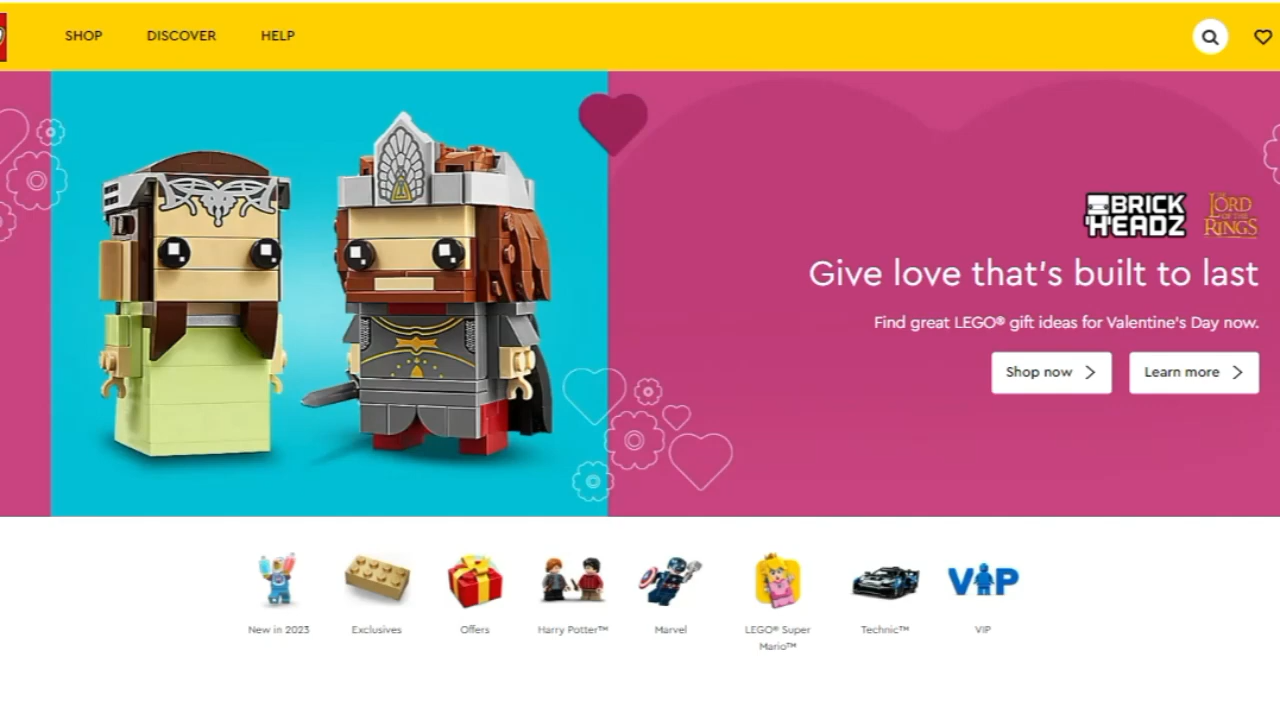 SHOP DISCOVER HELP
BRICK
HEADZ
THE
LORD
OF THE
RINGS
Give love that's built to last
Find great LEGO® gift ideas for Valentine's Day now.
Shop now
Learn more
New in 2023
Exclusives
Offers
Harry Potter™
Marvel
LEGO® Super
Mario™
Technic™
VIP
VIP